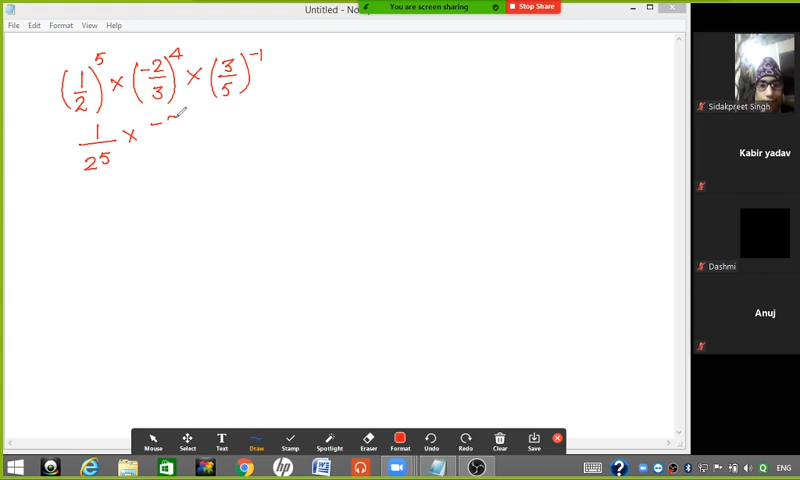 Untitled - No
You are screen sharing
Stop Share
File Edit Format View Help
(1/2)^5 × (-2/3)^4 × (3/5)^-1
1/2^5 × -
Sidakpreet Singh
Kabir yadav
Dashmi
Anuj
Mouse Select Text Draw Stamp Spotlight Eraser Format Undo Redo Clear Save
hp
ENG